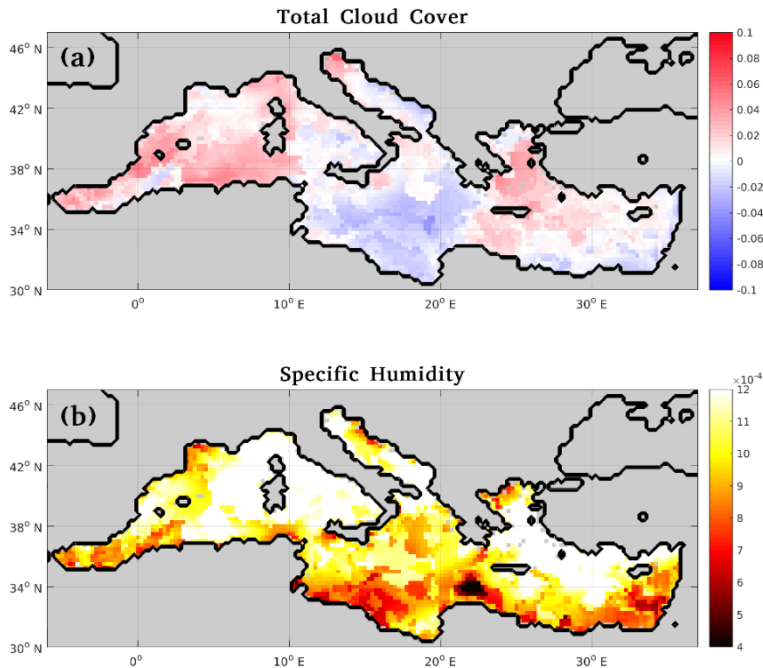 Total Cloud Cover
(a)
46° N
42° N
38° N
34° N
30° N
0°
10° E
20° E
30° E
0.1
0.08
0.06
0.04
0.02
0
-0.02
-0.04
-0.06
-0.08
-0.1
Specific Humidity
(b)
46° N
42° N
38° N
34° N
30° N
0°
10° E
20° E
30° E
×10⁻⁴
12
11
10
9
8
7
6
5
4